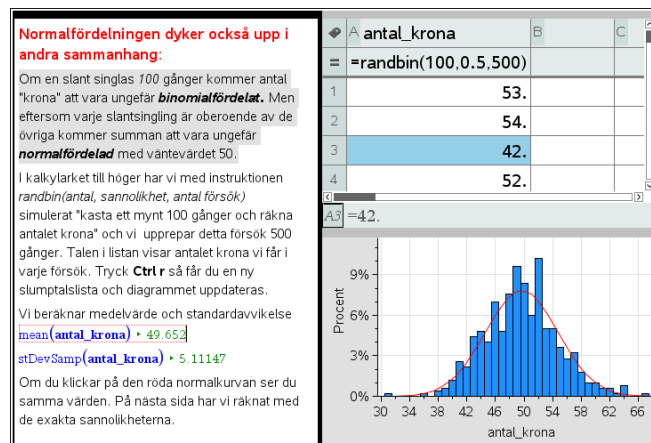 Normalfördelningen dyker också upp i
andra sammanhang:
Om en slant singlas 100 gånger kommer antal
"krona" att vara ungefär binomialfördelat. Men
eftersom varje slantsingling är oberoende av de
övriga kommer summan att vara ungefär
normalfördelad med väntevärdet 50.
I kalkylarket till höger har vi med instruktionen
randbin(antal, sannolikhet, antal försök)
simulerat "kasta ett mynt 100 gånger och räkna
antalet krona" och vi upprepar detta försök 500
gånger. Talen i listan visar antalet krona vi får i
varje försök. Tryck Ctrl r så får du en ny
slumptalslista och diagrammet uppdateras.
Vi beräknar medelvärde och standardavvikelse
mean(antal_krona) ▸ 49.652
stDevSamp(antal_krona) ▸ 5.11147
Om du klickar på den röda normalkurvan ser du
samma värden. På nästa sida har vi räknat med
de exakta sannolikheterna.
A antal_krona B C
= =randbin(100,0.5,500)
1 53.
2 54.
3 42.
4 52.
A3 =42.
Procent
9%
6%
3%
0%
30 34 38 42 46 50 54 58 62 66
antal_krona